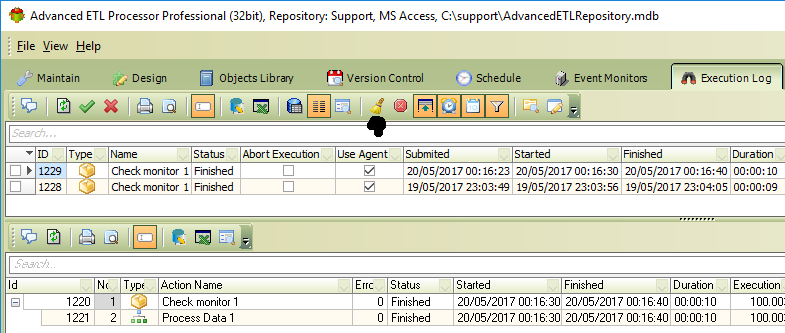 Advanced ETL Processor Professional (32bit), Repository: Support, MS Access, C:\support\AdvancedETLRepository.mdb
File View Help
Maintain Design Objects Library Version Control Schedule Event Monitors Execution Log
Search...
ID Type Name Status Abort Execution Use Agent Submited Started Finished Duration
1229 Check monitor 1 Finished 20/05/2017 00:16:23 20/05/2017 00:16:30 20/05/2017 00:16:40 00:00:10
1228 Check monitor 1 Finished 19/05/2017 23:03:49 19/05/2017 23:03:56 19/05/2017 23:04:05 00:00:09
Search...
Id No Type Action Name Erro Status Started Finished Duration Execution
1220 1 Check monitor 1 0 Finished 20/05/2017 00:16:30 20/05/2017 00:16:40 00:00:10 100.00
1221 2 Process Data 1 0 Finished 20/05/2017 00:16:30 20/05/2017 00:16:40 00:00:10 100.00